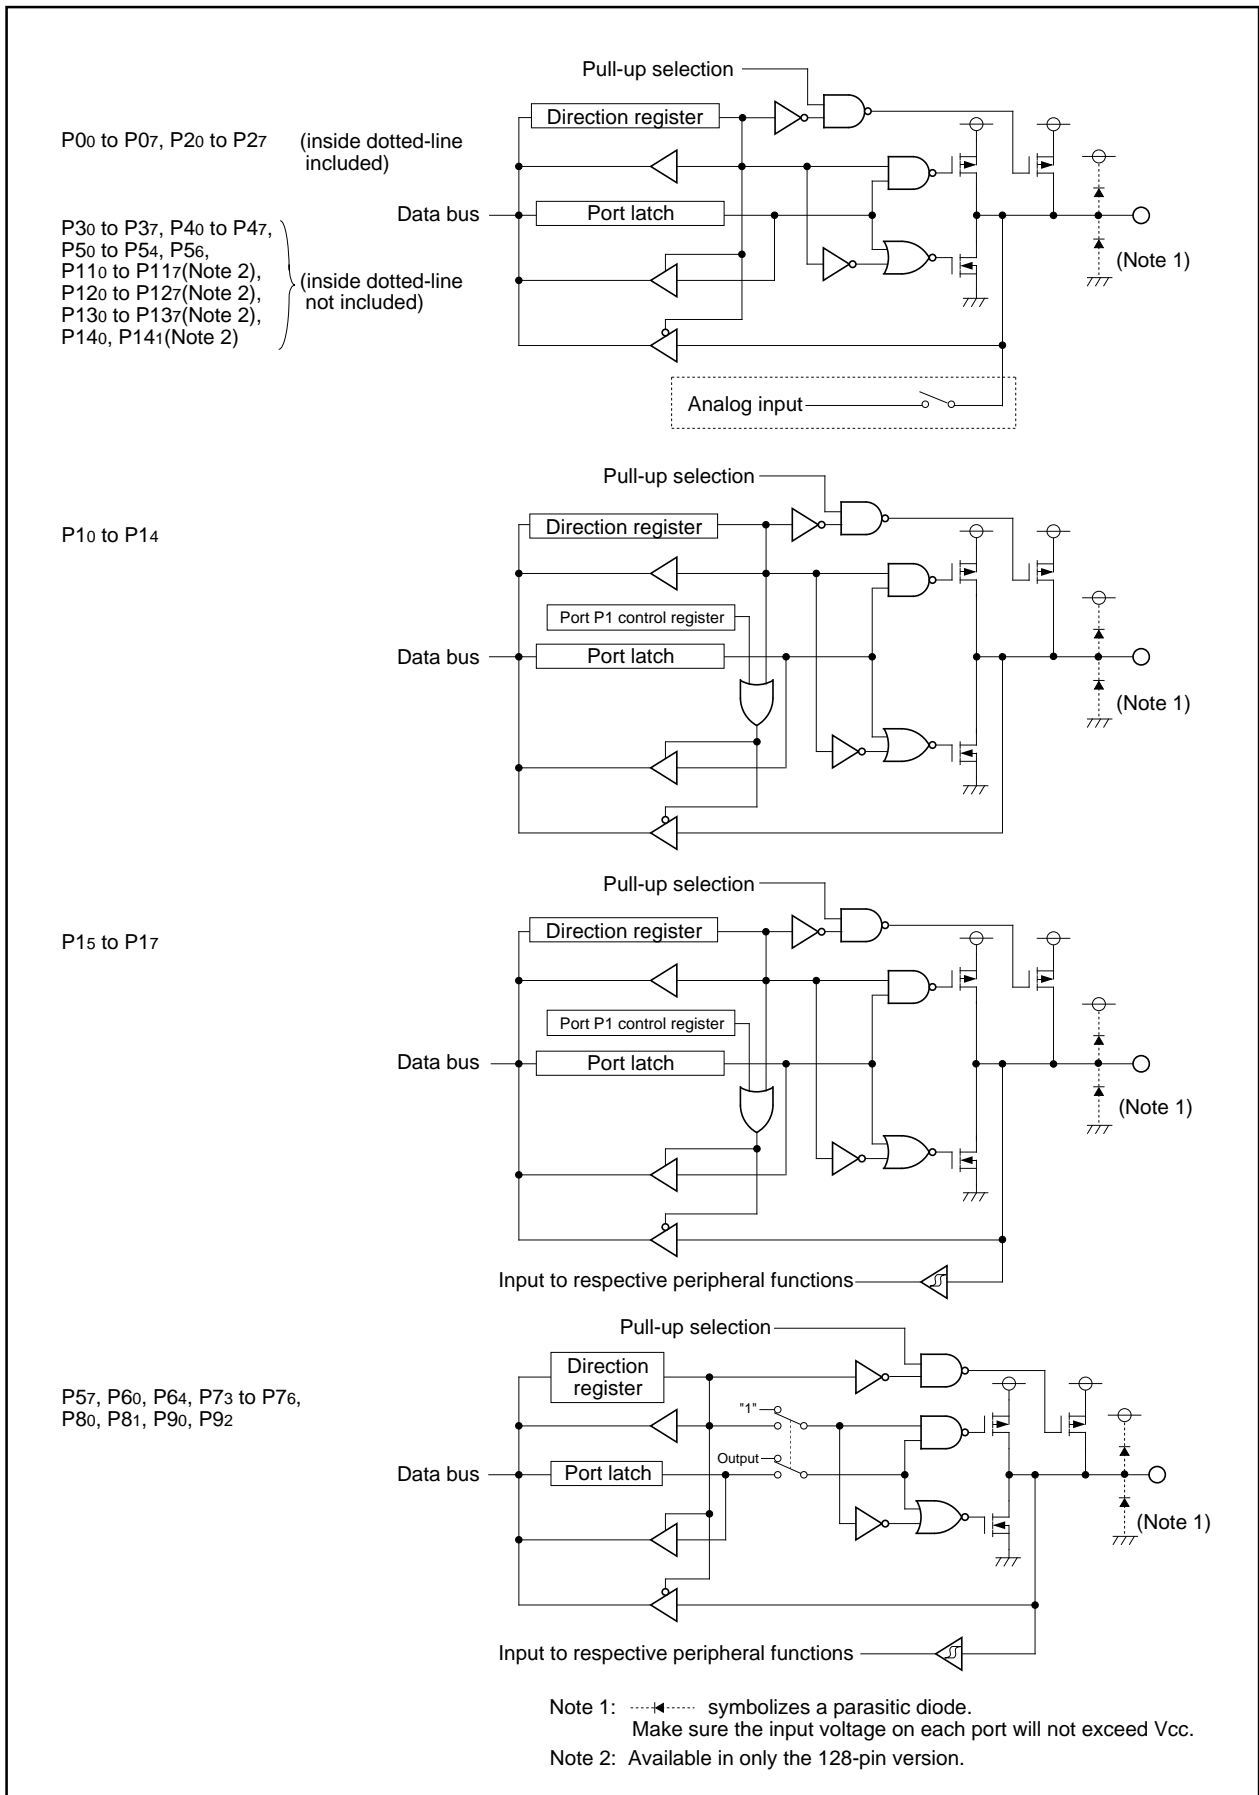 Pull-up selection
Direction register
P00 to P07, P20 to P27 (inside dotted-line included)
Data bus
Port latch
P30 to P37, P40 to P47,
P50 to P54, P56,
P110 to P117(Note 2),
P120 to P127(Note 2),
P130 to P137(Note 2),
P140, P141(Note 2)
(inside dotted-line
not included)
(Note 1)
Analog input
Pull-up selection
P10 to P14
Direction register
Port P1 control register
Data bus
Port latch
(Note 1)
Pull-up selection
P15 to P17
Direction register
Port P1 control register
Data bus
Port latch
(Note 1)
Input to respective peripheral functions
Pull-up selection
Direction
register
P57, P60, P64, P73 to P76,
P80, P81, P90, P92
"1"
Output
Data bus
Port latch
(Note 1)
Input to respective peripheral functions
Note 1: symbolizes a parasitic diode.
Make sure the input voltage on each port will not exceed Vcc.
Note 2: Available in only the 128-pin version.